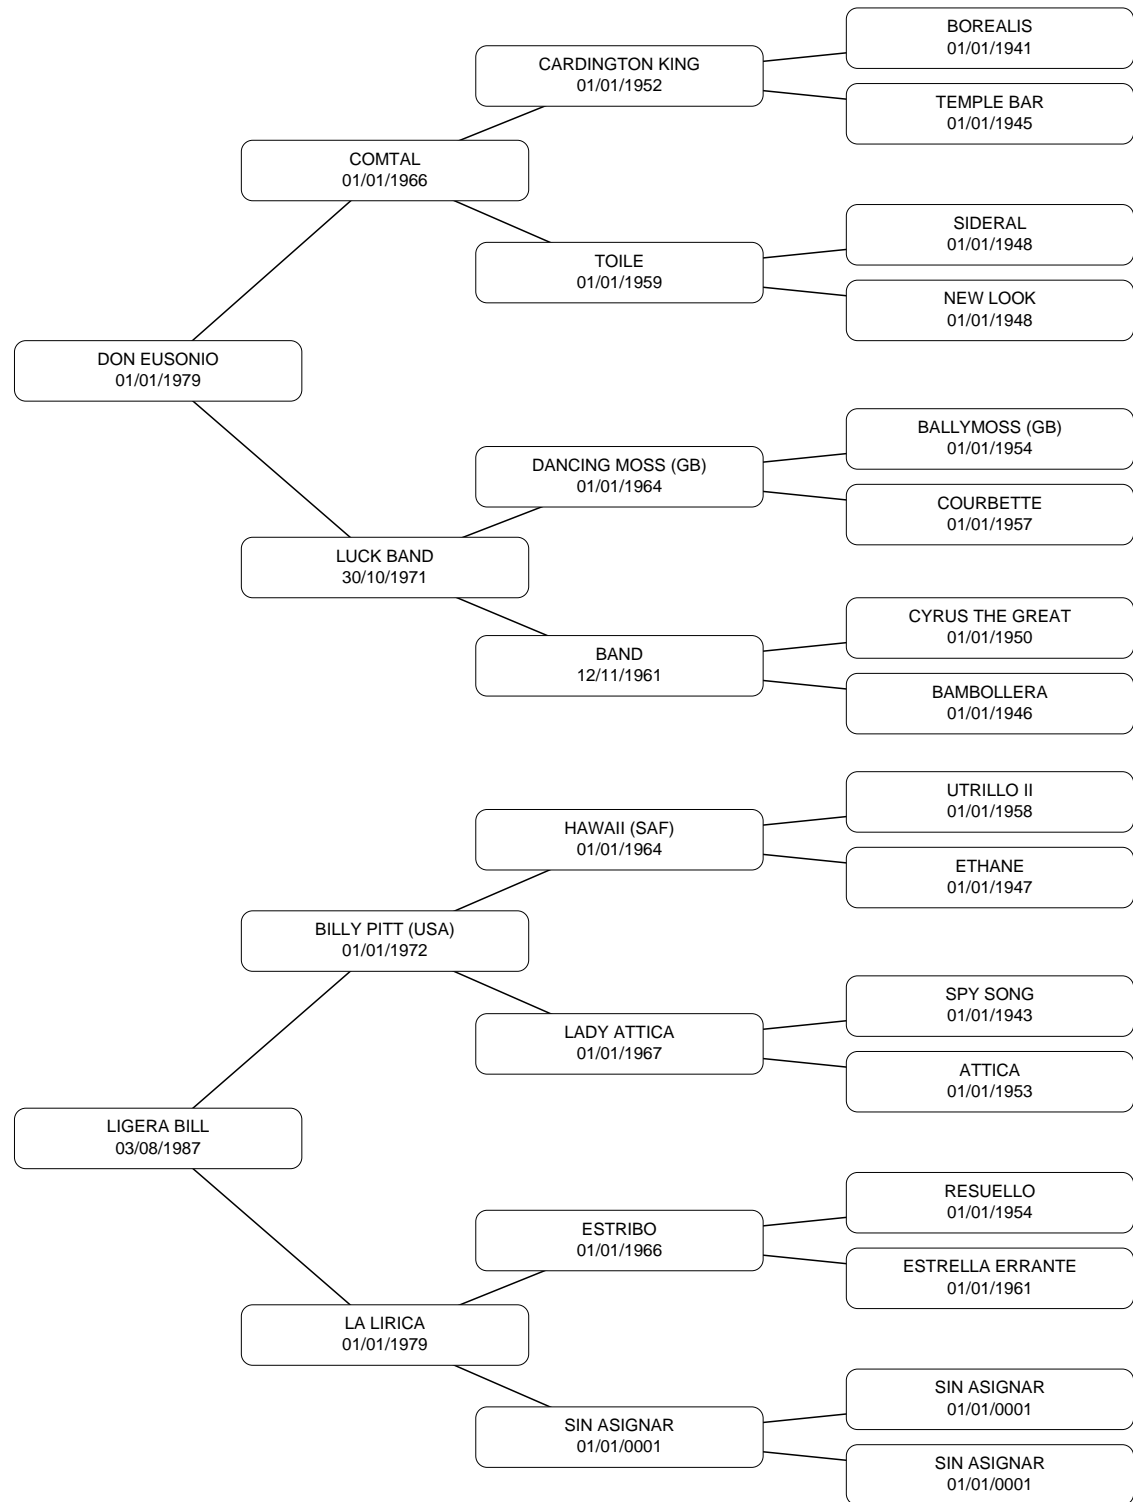 BOREALIS
01/01/1941
CARDINGTON KING
01/01/1952
TEMPLE BAR
01/01/1945
COMTAL
01/01/1966
SIDERAL
01/01/1948
TOILE
01/01/1959
NEW LOOK
01/01/1948
DON EUSONIO
01/01/1979
BALLYMOSS (GB)
01/01/1954
DANCING MOSS (GB)
01/01/1964
COURBETTE
01/01/1957
LUCK BAND
30/10/1971
CYRUS THE GREAT
01/01/1950
BAND
12/11/1961
BAMBOLLERA
01/01/1946
UTRILLO II
01/01/1958
HAWAII (SAF)
01/01/1964
ETHANE
01/01/1947
BILLY PITT (USA)
01/01/1972
SPY SONG
01/01/1943
LADY ATTICA
01/01/1967
ATTICA
01/01/1953
LIGERA BILL
03/08/1987
RESUELLO
01/01/1954
ESTRIBO
01/01/1966
ESTRELLA ERRANTE
01/01/1961
LA LIRICA
01/01/1979
SIN ASIGNAR
01/01/0001
SIN ASIGNAR
01/01/0001
SIN ASIGNAR
01/01/0001